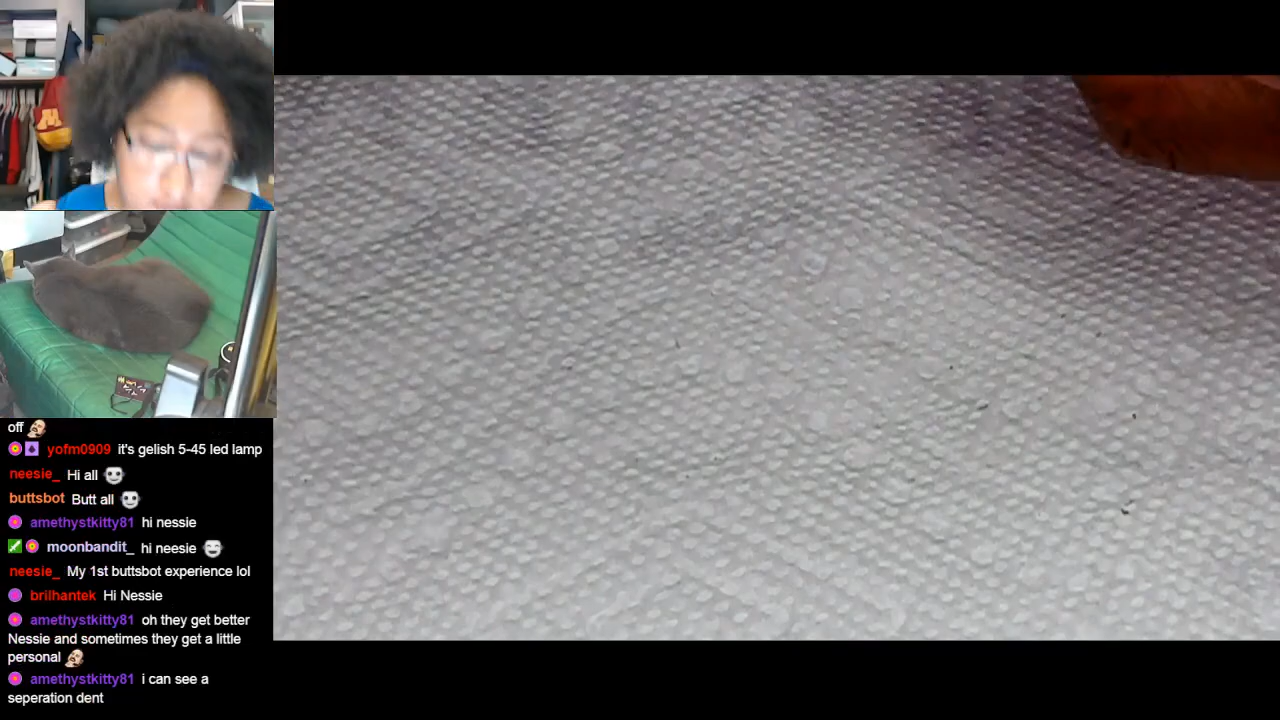 M
off
yofm0909 it's gelish 5-45 led lamp
neesie_ Hi all
buttsbot Butt all
amethystkitty81 hi nessie
moonbandit_ hi neesie
neesie_ My 1st buttsbot experience lol
brilhantek Hi Nessie
amethystkitty81 oh they get better
Nessie and sometimes they get a little
personal
amethystkitty81 i can see a
seperation dent